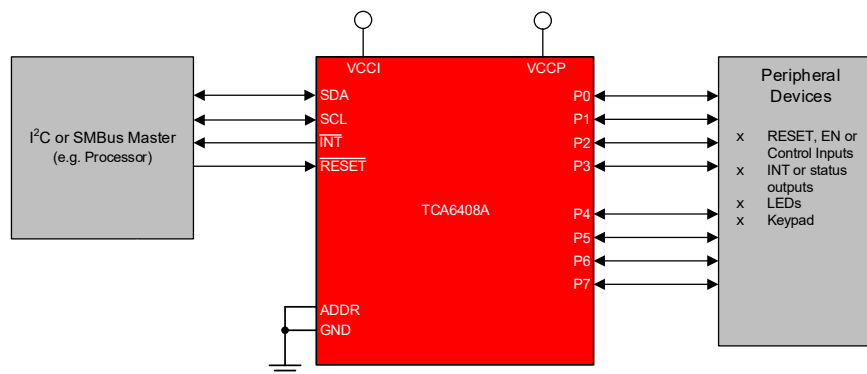 VCCI
VCCP
I²C or SMBus Master
(e.g. Processor)
SDA
SCL
INT
RESET
TCA6408A
ADDR
GND
P0
P1
P2
P3
P4
P5
P6
P7
Peripheral
Devices
x RESET, EN or
Control Inputs
x INT or status
outputs
x LEDs
x Keypad